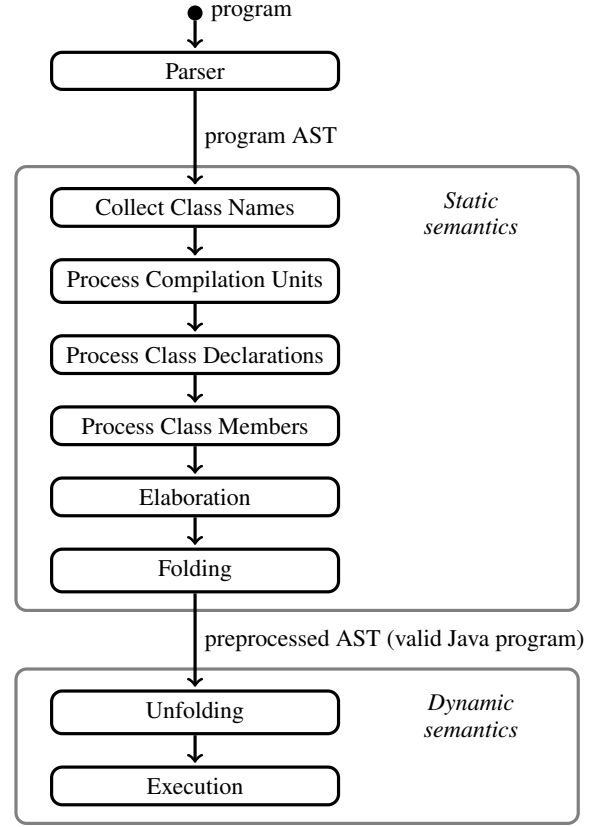 program
Parser
program AST
Static
semantics
Collect Class Names
Process Compilation Units
Process Class Declarations
Process Class Members
Elaboration
Folding
preprocessed AST (valid Java program)
Dynamic
semantics
Unfolding
Execution